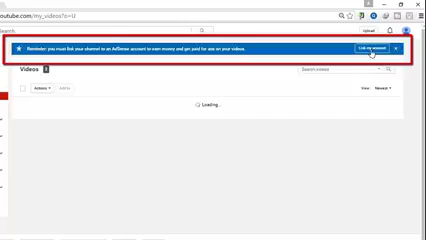 outube.com/my_videos?o=U
Upload
Reminder: you must link your channel to an AdSense account to earn money and get paid for ads on your videos.
Link my account
Videos
Search videos
Actions
Add to
View
Newest
Loading...